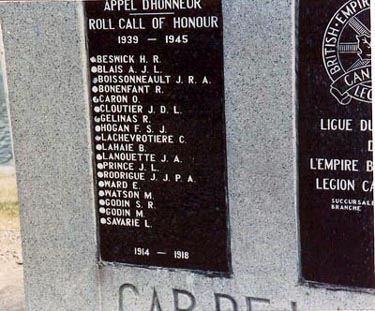 APPEL D'HONNEUR
ROLL CALL OF HONOUR
1939 — 1945
BESWICK H. R.
BLAIS A. J. L.
BOISSONNEAULT J. R. A.
BONENFANT R.
CARON O.
CLOUTIER J. D. L.
GELINAS R.
HOGAN F. S. J.
LACHEVROTIERE C.
LAHAIE B.
LANOUETTE J. A.
PRINCE J. L.
RODRIGUE J. J. P. A.
WARD E.
WATSON M.
GODIN S. R.
GODIN M.
SAVARIE L.
1914 — 1918
BRITISH EMPIRE
CAN
LEG
LIGUE DU
D
L'EMPIRE B
LEGION CA
SUCCURSALE
BRANCHE